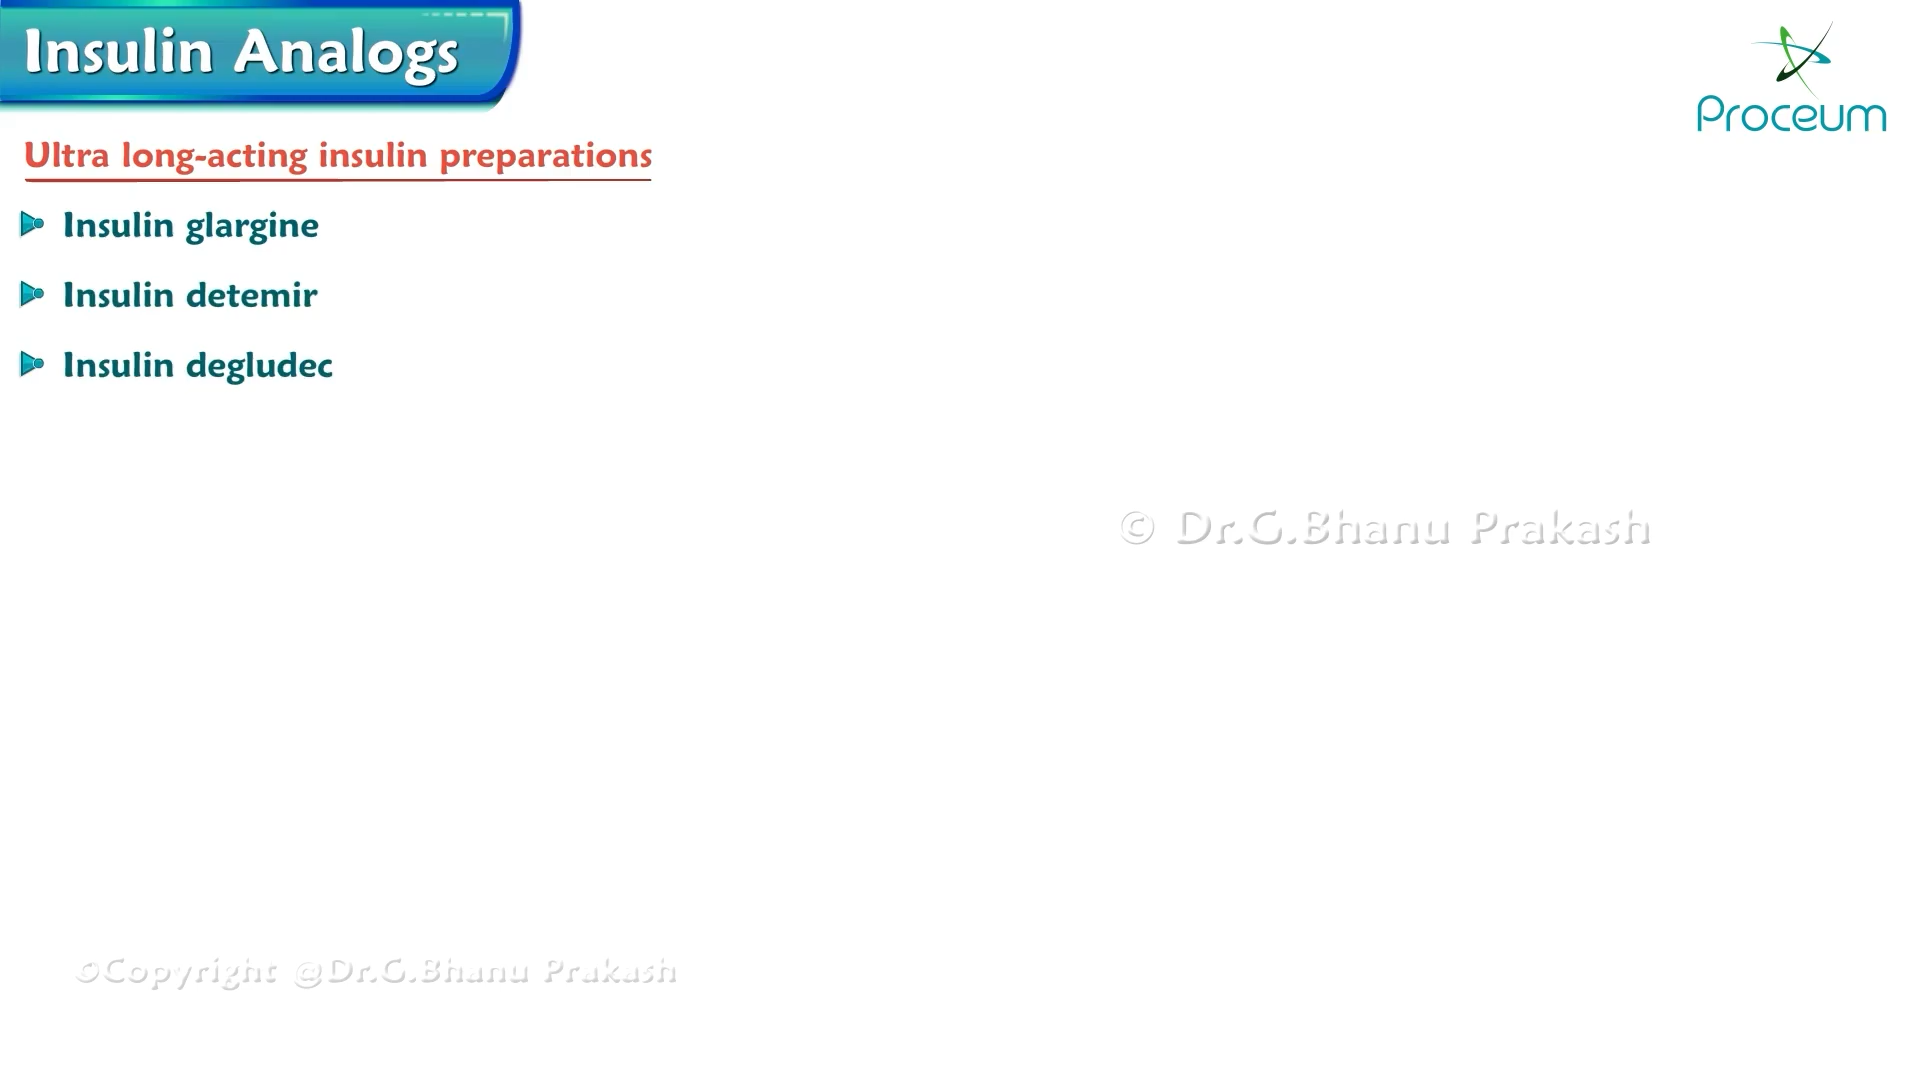 Insulin Analogs
Proceum
Ultra long-acting insulin preparations
Insulin glargine
Insulin detemir
Insulin degludec
© Dr.G.Bhanu Prakash
©Copyright @Dr.G.Bhanu Prakash